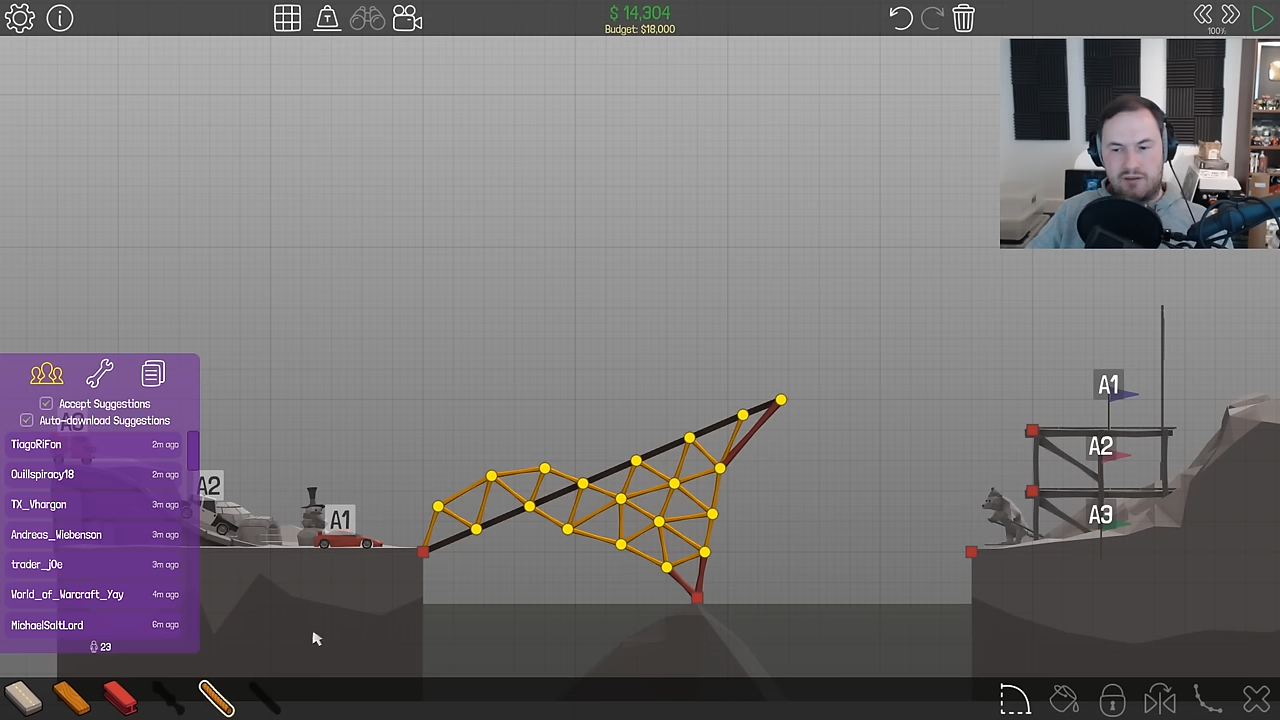 $ 14,304
Budget: $18,000
100%
T
A1
A2
A3
A2
A1
Accept Suggestions
Auto-download Suggestions
TiagoRiFon 2m ago
Quillspiracy18 2m ago
TX_Vhargon 3m ago
Andreas_Wiebenson 3m ago
trader_j0e 3m ago
World_of_Warcraft_Yay 4m ago
MichaelSaltLord 6m ago
23